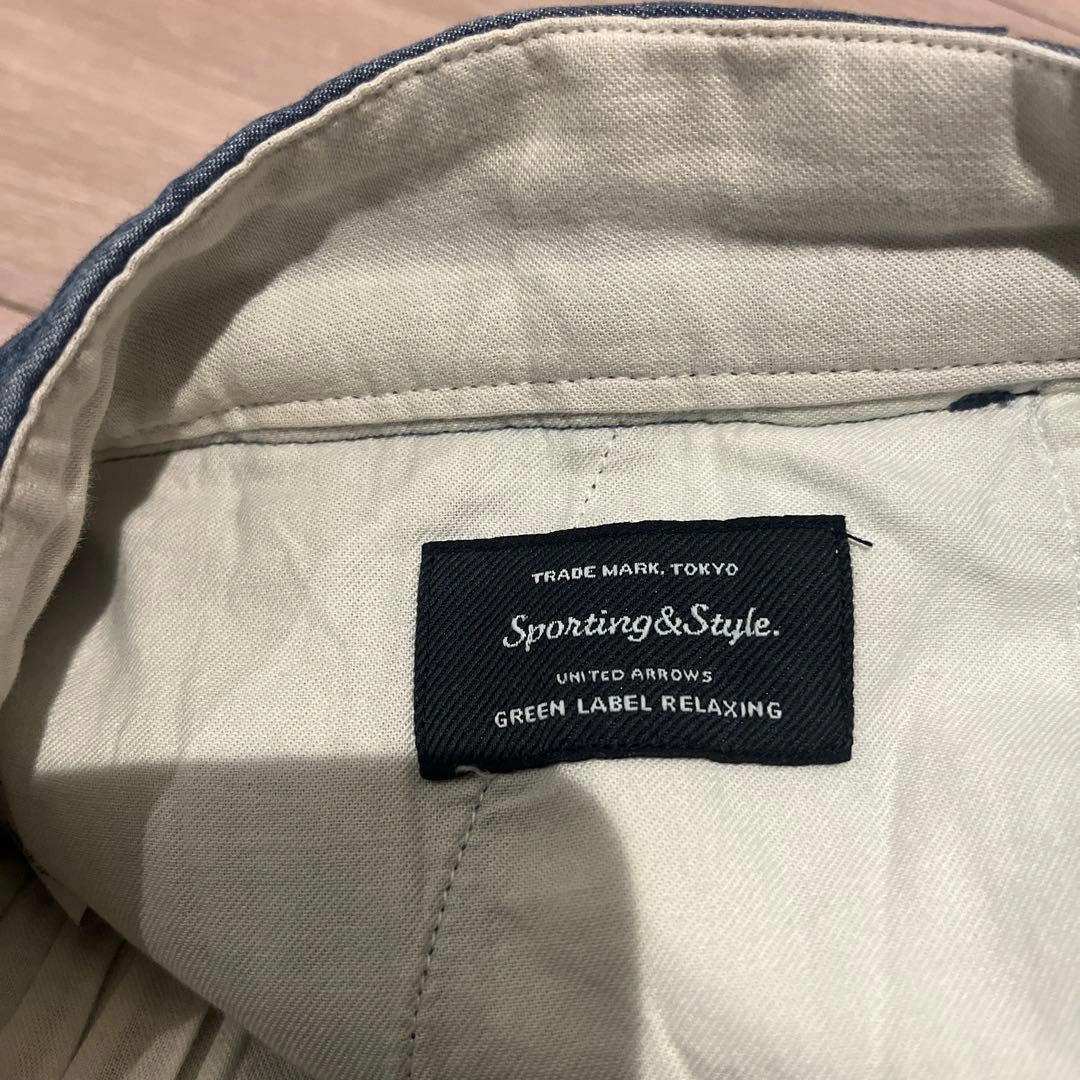 TRADE MARK, TOKYO
Sporting&Style.
UNITED ARROWS
GREEN LABEL RELAXING